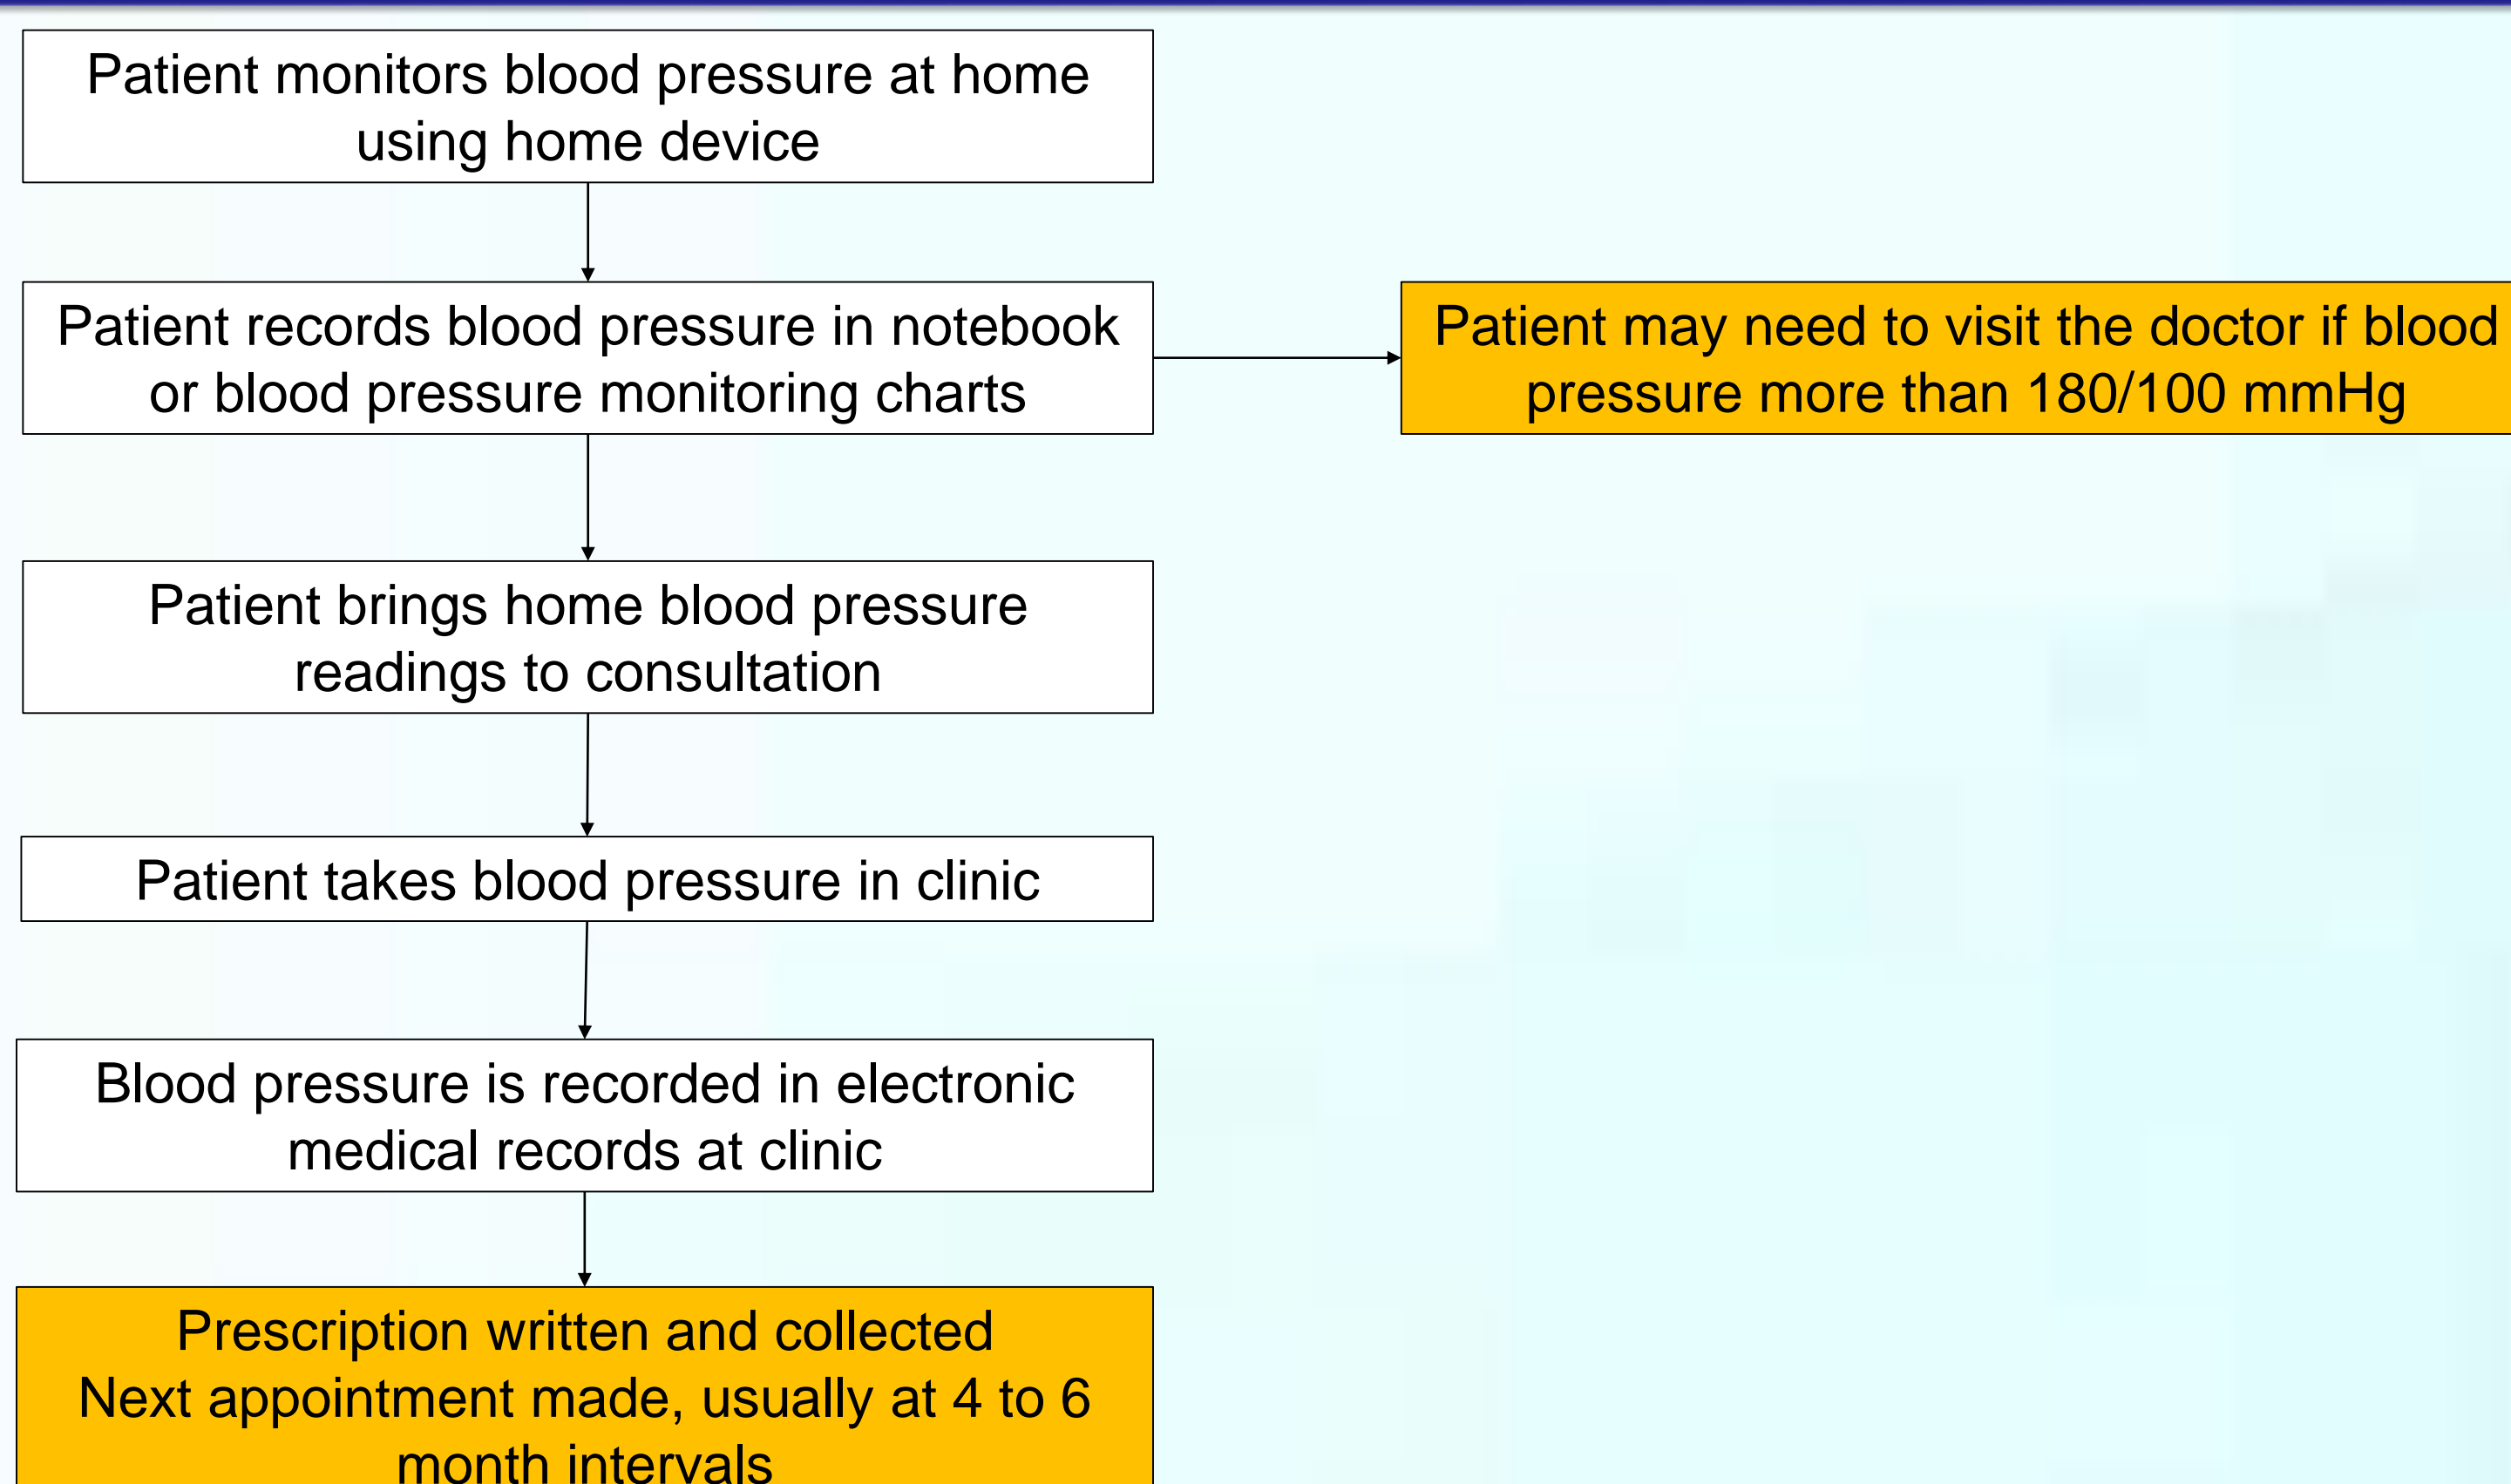 Patient monitors blood pressure at home
using home device
Patient records blood pressure in notebook
or blood pressure monitoring charts
Patient may need to visit the doctor if blood
pressure more than 180/100 mmHg
Patient brings home blood pressure
readings to consultation
Patient takes blood pressure in clinic
Blood pressure is recorded in electronic
medical records at clinic
Prescription written and collected
Next appointment made, usually at 4 to 6
month intervals